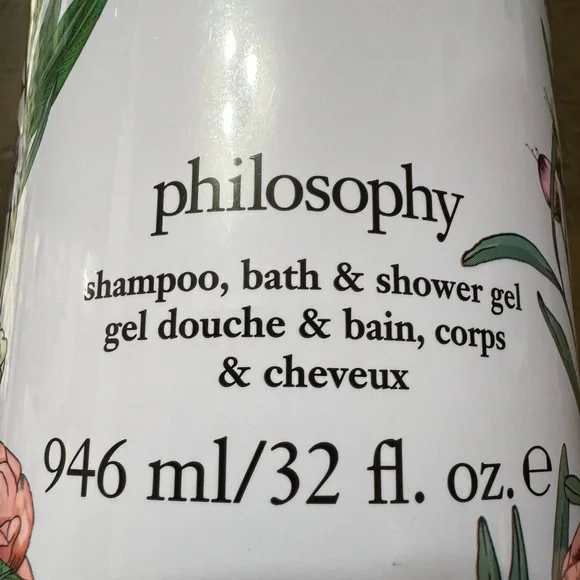 philosophy
shampoo, bath & shower gel
gel douche & bain, corps
& cheveux
946 ml/32 fl. oz. ℮